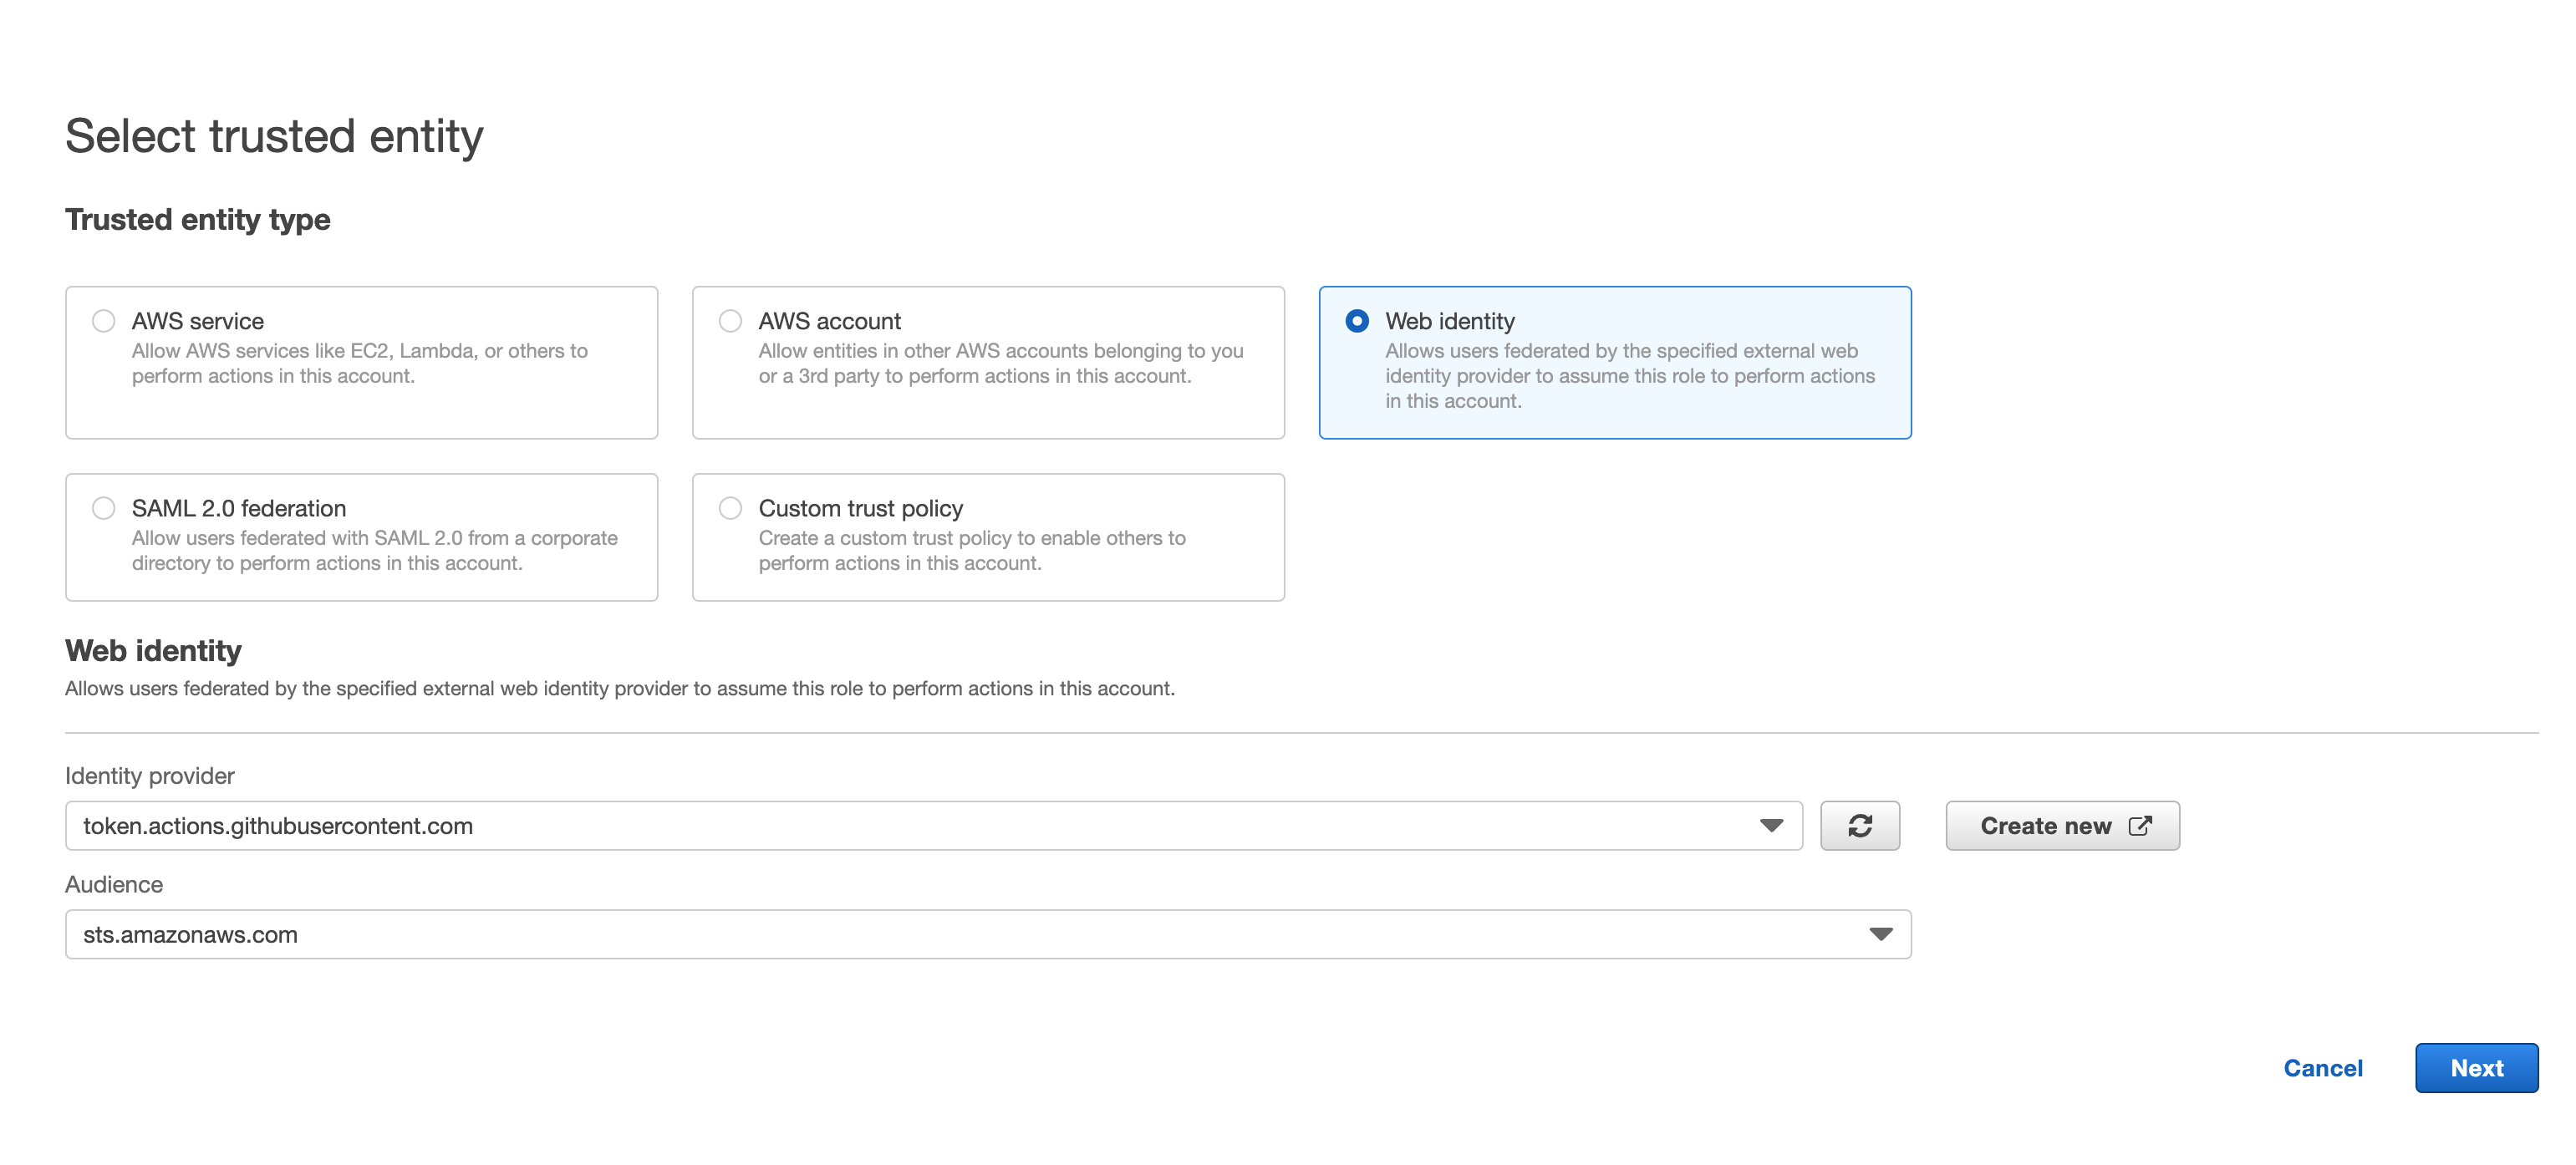 Select trusted entity
Trusted entity type
AWS service
Allow AWS services like EC2, Lambda, or others to
perform actions in this account.
AWS account
Allow entities in other AWS accounts belonging to you
or a 3rd party to perform actions in this account.
Web identity
Allows users federated by the specified external web
identity provider to assume this role to perform actions
in this account.
SAML 2.0 federation
Allow users federated with SAML 2.0 from a corporate
directory to perform actions in this account.
Custom trust policy
Create a custom trust policy to enable others to
perform actions in this account.
Web identity
Allows users federated by the specified external web identity provider to assume this role to perform actions in this account.
Identity provider
token.actions.githubusercontent.com
Create new
Audience
sts.amazonaws.com
Cancel
Next